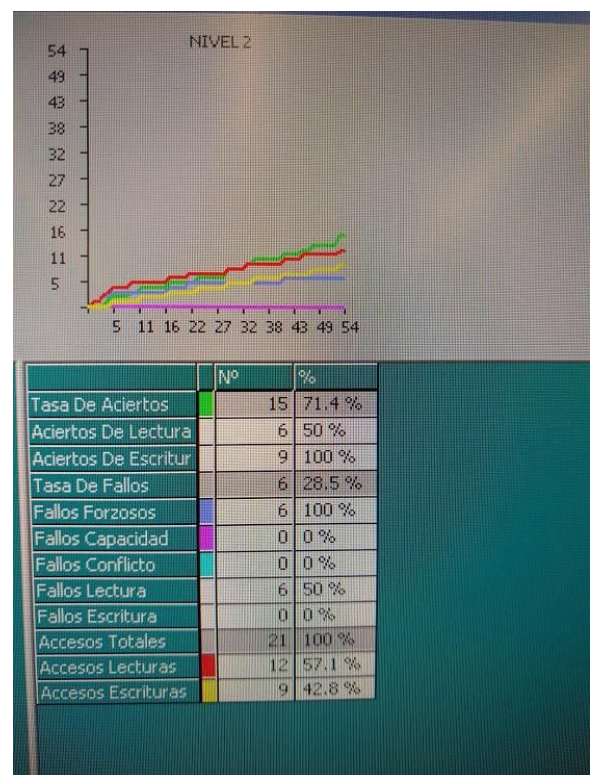 NIVEL 2
54
49
43
38
32
27
22
16
11
5
5 11 16 22 27 32 38 43 49 54
Nº %
Tasa De Aciertos 15 71.4 %
Aciertos De Lectura 6 50 %
Aciertos De Escritur 9 100 %
Tasa De Fallos 6 28.5 %
Fallos Forzosos 6 100 %
Fallos Capacidad 0 0 %
Fallos Conflicto 0 0 %
Fallos Lectura 6 50 %
Fallos Escritura 0 0 %
Accesos Totales 21 100 %
Accesos Lecturas 12 57.1 %
Accesos Escrituras 9 42.8 %